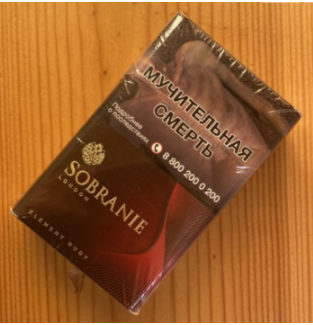 МУЧИТЕЛЬНАЯ
СМЕРТЬ
Подробнее
о последствиях
8 800 200 0 200
SOBRANIE
LONDON
ELEMENT RUBY